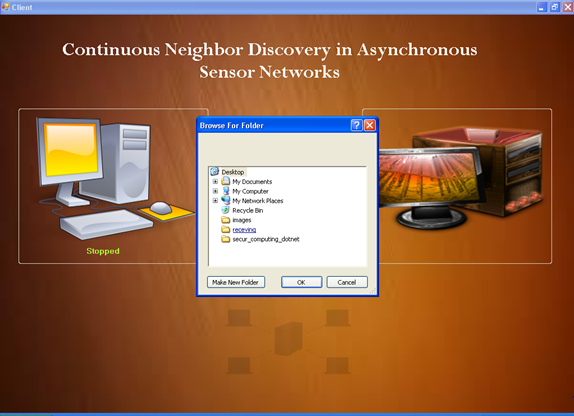 Client
Continuous Neighbor Discovery in Asynchronous
Sensor Networks
Browse For Folder
Desktop
My Documents
My Computer
My Network Places
Recycle Bin
images
receving
secur_computing_dotnet
Make New Folder
OK
Cancel
Stopped